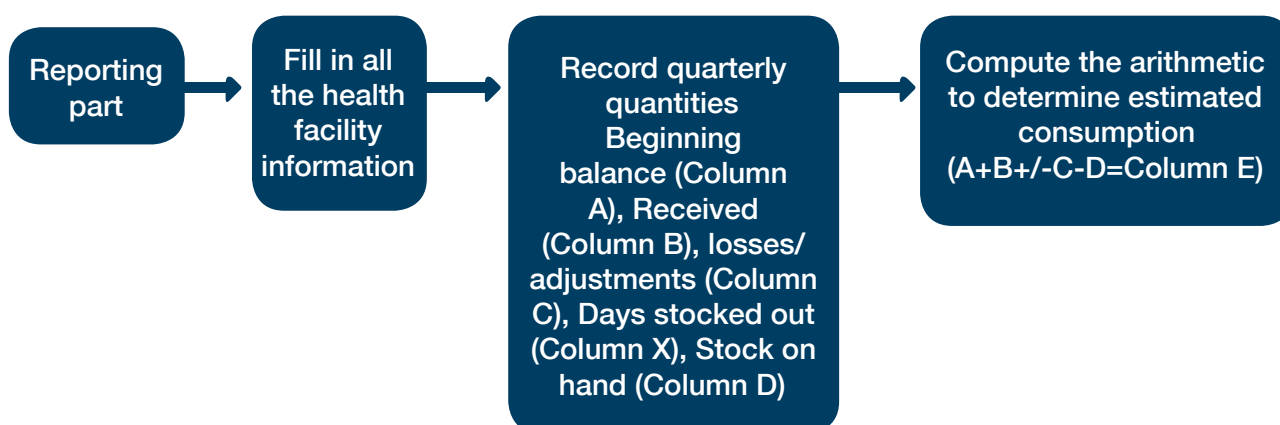 Reporting
part
Fill in all
the health
facility
information
Record quarterly
quantities
Beginning
balance (Column
A), Received
(Column B), losses/
adjustments (Column
C), Days stocked out
(Column X), Stock on
hand (Column D)
Compute the arithmetic
to determine estimated
consumption
(A+B+/-C-D=Column E)